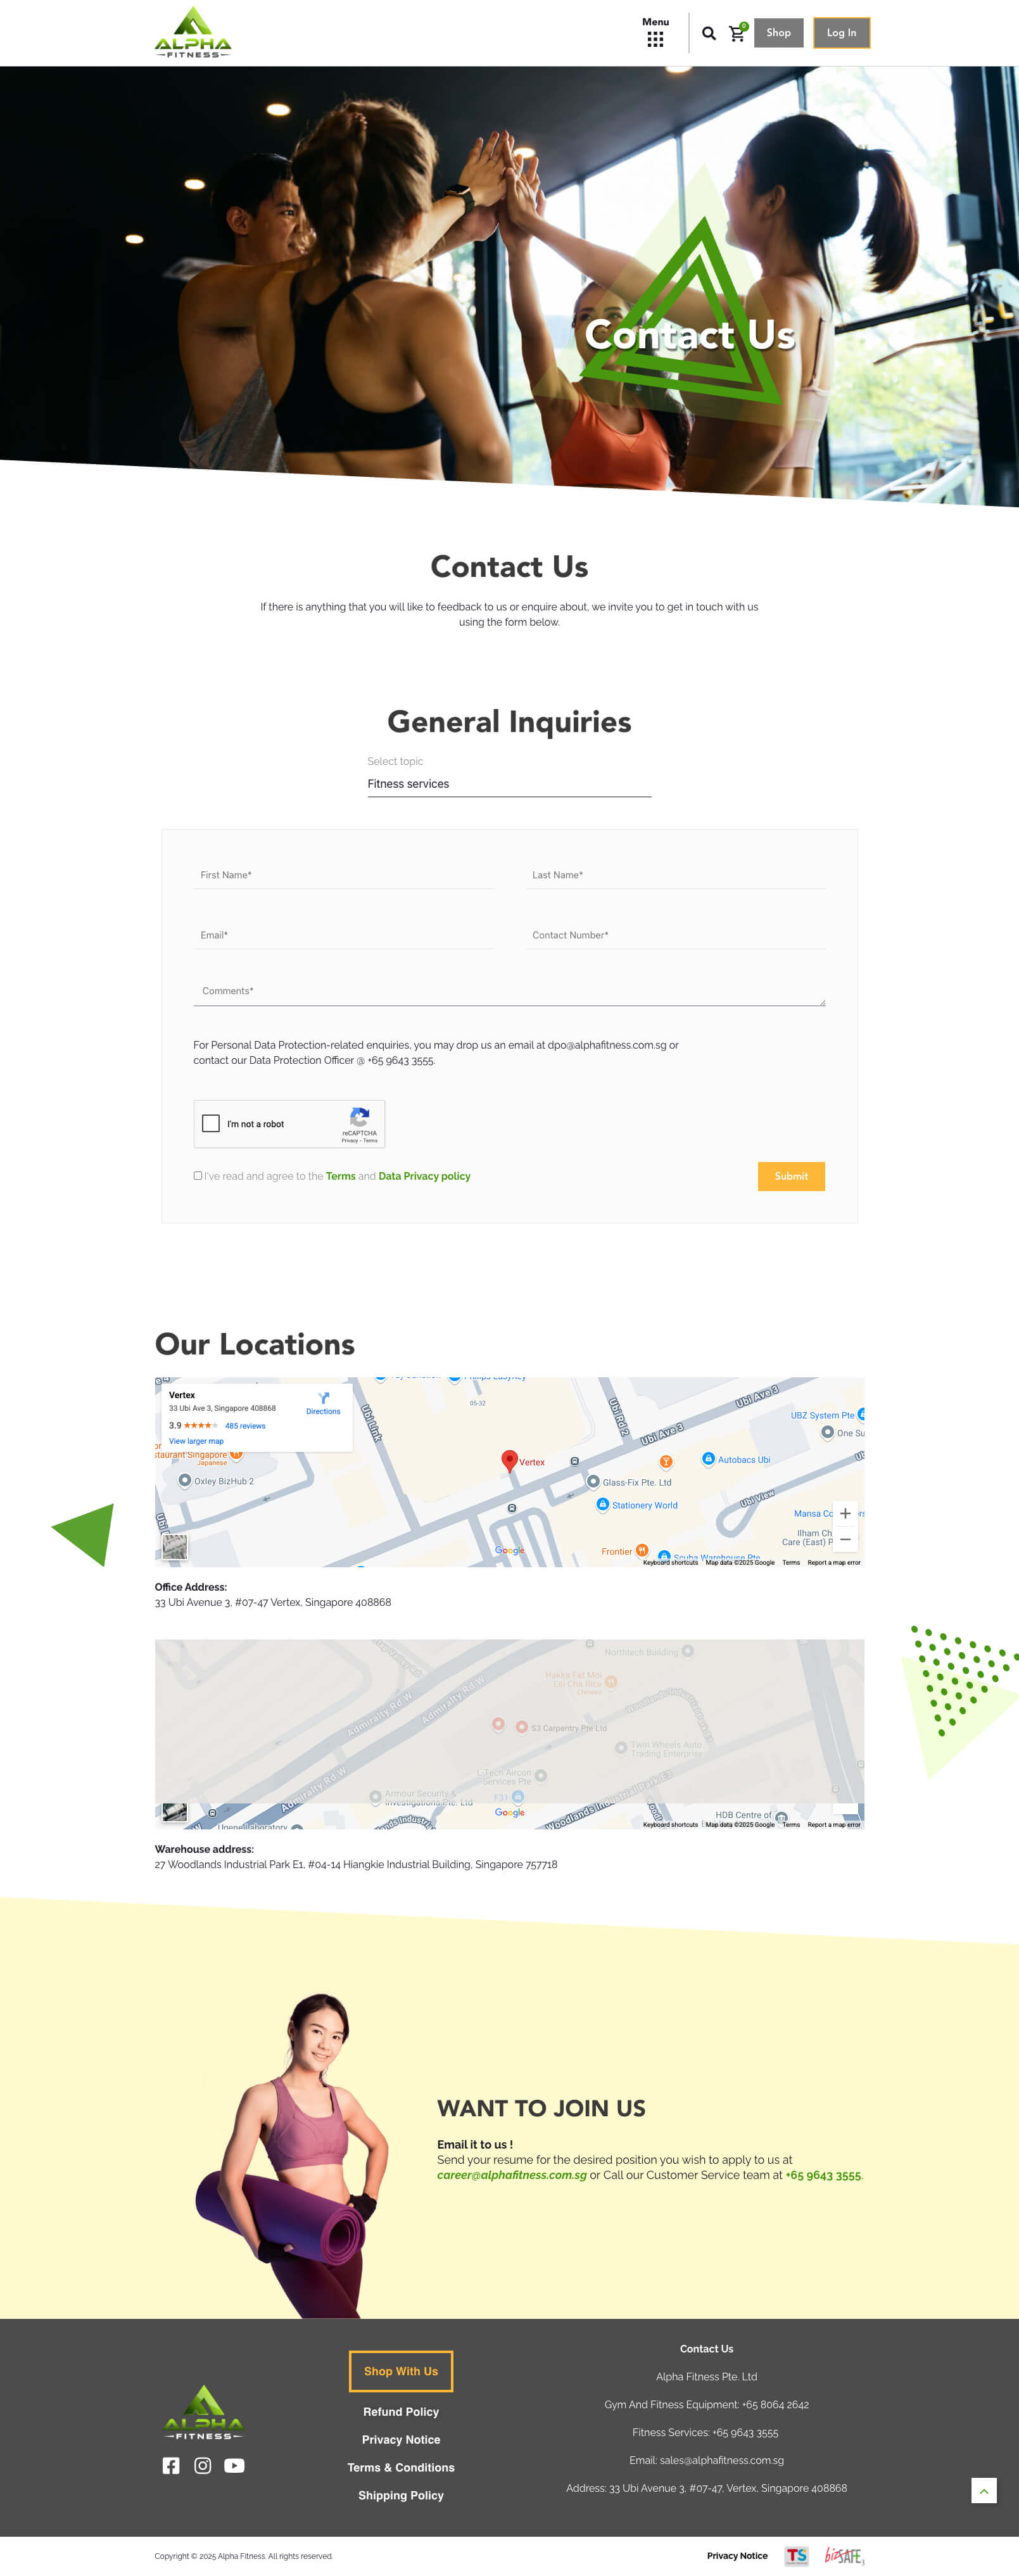 ALPHA
FITNESS
Menu
0
Shop
Log In
Contact Us
Contact Us
If there is anything that you will like to feedback to us or enquire about, we invite you to get in touch with us
using the form below.
General Inquiries
Select topic
Fitness services
First Name*
Last Name*
Email*
Contact Number*
Comments*
For Personal Data Protection-related enquiries, you may drop us an email at dpo@alphafitness.com.sg or
contact our Data Protection Officer @ +65 9643 3555.
I'm not a robot
reCAPTCHA
Privacy - Terms
I've read and agree to the Terms and Data Privacy policy
Submit
Our Locations
Vertex
33 Ubi Ave 3, Singapore 408868
Directions
3.9
485 reviews
View larger map
Singapore
Japanese
Oxley BizHub 2
Ubi Link
05-32
Ubi Rd 2
Ubi Ave 3
Ubi Ave 3
UBZ System Pte
One Su
Vertex
Autobacs Ubi
Glass-Fix Pte. Ltd
Stationery World
Ubi View
Mansa Co
Ilham Ch
Care (East) P
Frontier
Google
Keyboard shortcuts
Map data ©2025 Google
Terms
Report a map error
Office Address:
33 Ubi Avenue 3, #07-47 Vertex, Singapore 408868
Northtech Building
Hakka Fat Moi
Lei-Cha Rice
Chinese
Admiralty Rd W
Admiralty Rd W
S3 Carpentry Pte Ltd
Twin Wheels Auto
Trading Enterprise
L-Tech Aircon
Services Pte
Admiralty Rd W
Armour Security &
Investigations Pte. Ltd
Woodlands Industrial Park E3
HDB Centre of
Google
Keyboard shortcuts
Map data ©2025 Google
Terms
Report a map error
Warehouse address:
27 Woodlands Industrial Park E1, #04-14 Hiangkie Industrial Building, Singapore 757718
WANT TO JOIN US
Email it to us !
Send your resume for the desired position you wish to apply to us at
career@alphafitness.com.sg or Call our Customer Service team at +65 9643 3555.
ALPHA
FITNESS
Shop With Us
Refund Policy
Privacy Notice
Terms & Conditions
Shipping Policy
Contact Us
Alpha Fitness Pte. Ltd
Gym And Fitness Equipment: +65 8064 2642
Fitness Services: +65 9643 3555
Email: sales@alphafitness.com.sg
Address: 33 Ubi Avenue 3, #07-47, Vertex, Singapore 408868
Copyright © 2025 Alpha Fitness. All rights reserved.
Privacy Notice
TS
bizSAFE
3